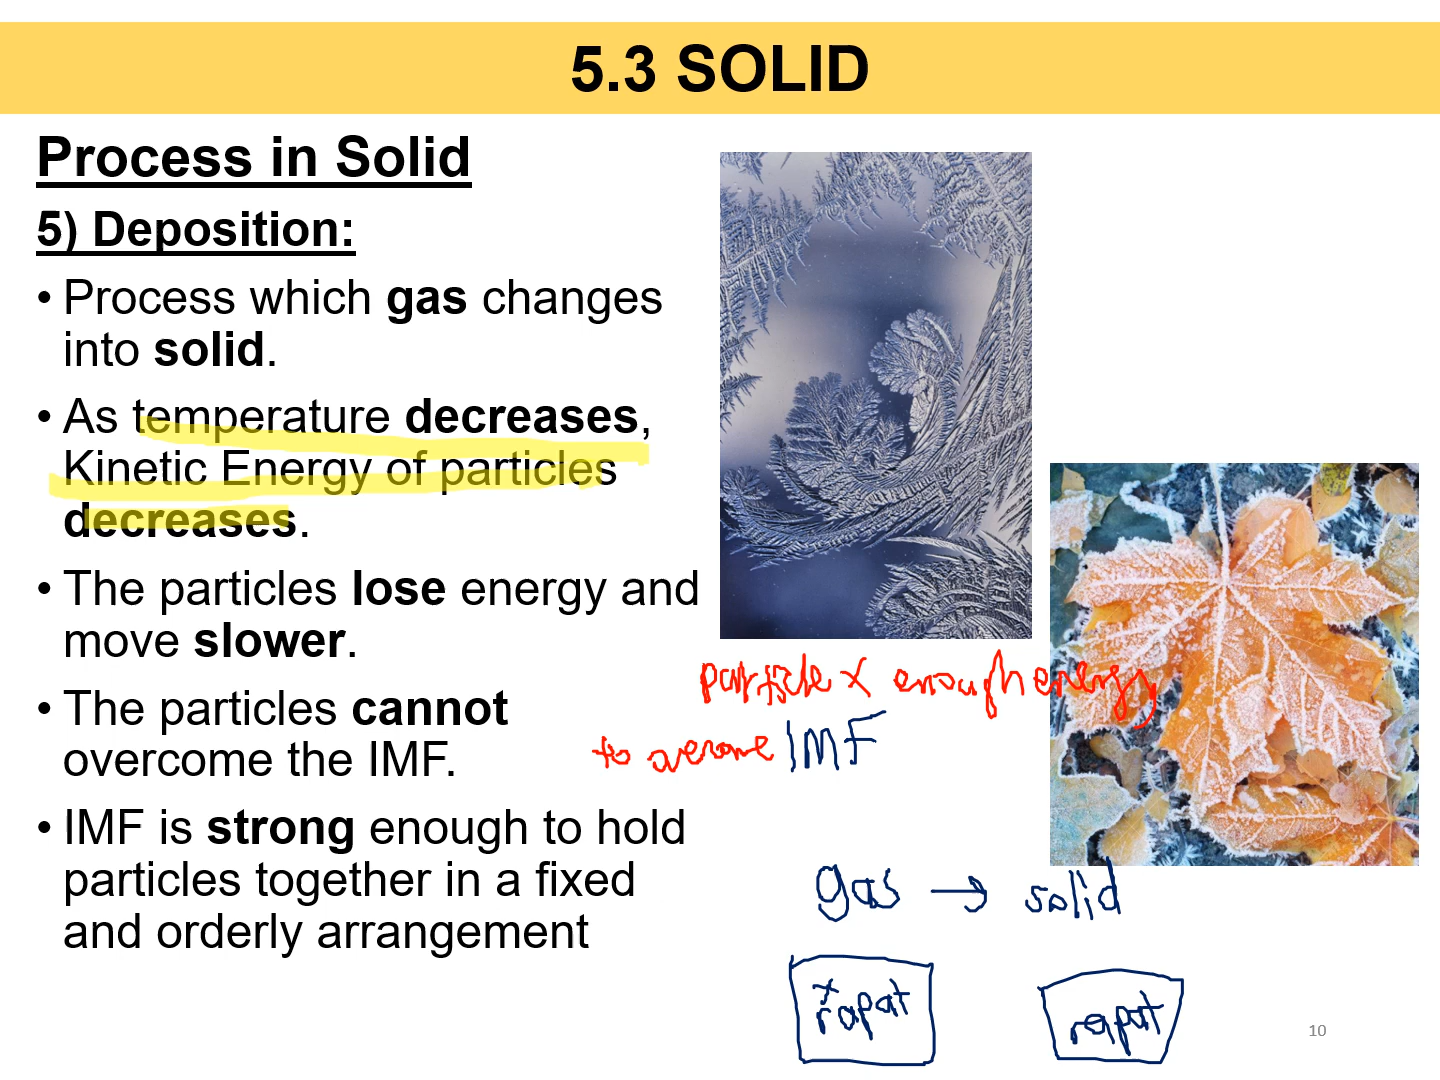 5.3 SOLID
Process in Solid
5) Deposition:
• Process which gas changes
into solid.
• As temperature decreases,
Kinetic Energy of particles
decreases.
• The particles lose energy and
move slower.
• The particles cannot
overcome the IMF.
• IMF is strong enough to hold
particles together in a fixed
and orderly arrangement
particle x enough energy
to overcome IMF
gas → solid
x rapat
rapat
10